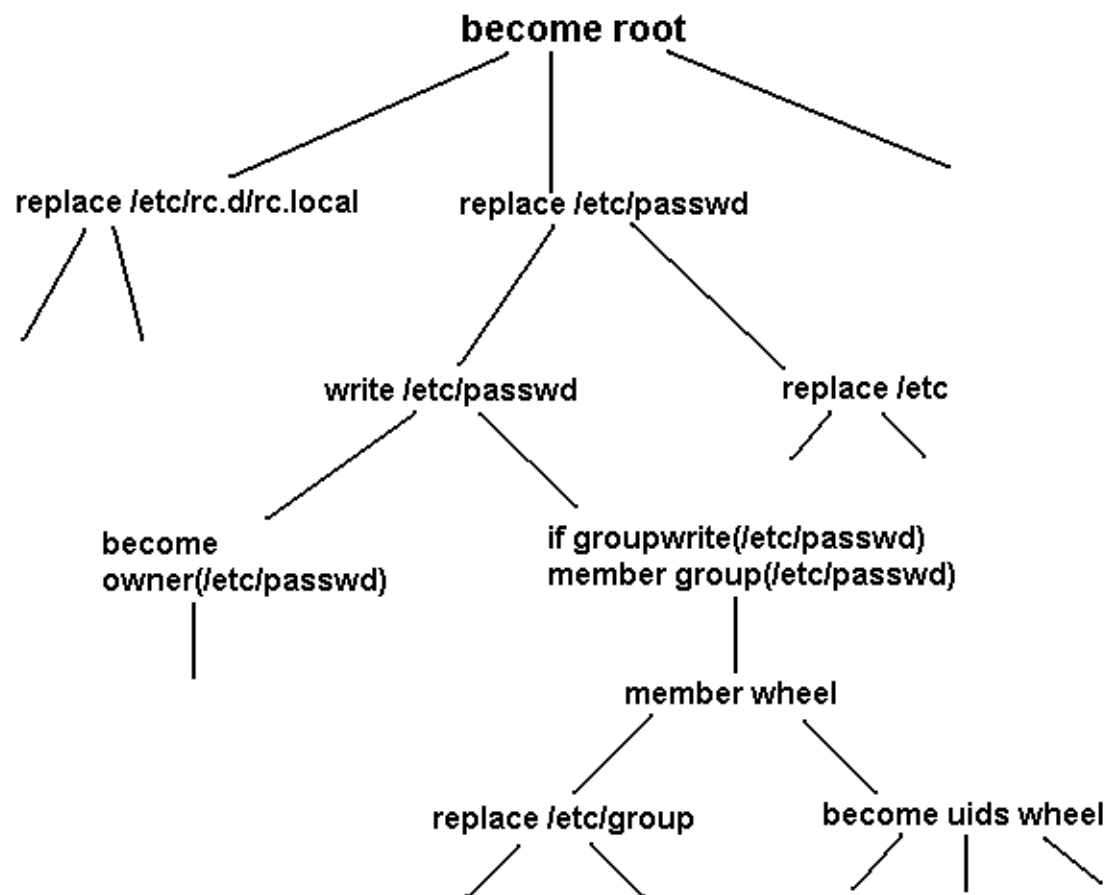 become root
replace /etc/rc.d/rc.local
replace /etc/passwd
write /etc/passwd
replace /etc
become
owner(/etc/passwd)
if groupwrite(/etc/passwd)
member group(/etc/passwd)
member wheel
replace /etc/group
become uids wheel